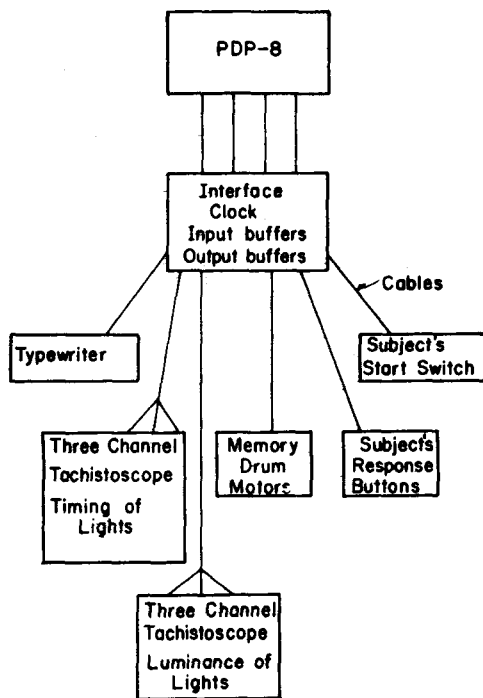 PDP-8
Interface
Clock
Input buffers
Output buffers
Cables
Typewriter
Subject's
Start Switch
Three Channel
Tachistoscope
Timing of
Lights
Memory
Drum
Motors
Subject's
Response
Buttons
Three Channel
Tachistoscope
Luminance of
Lights